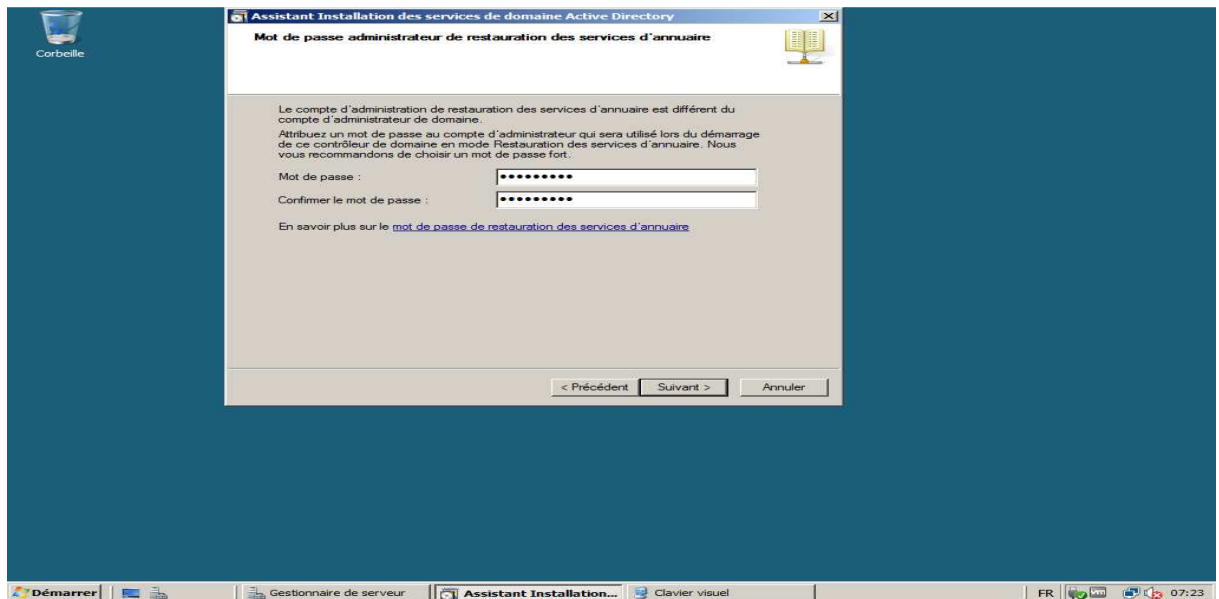 Corbeille
Assistant Installation des services de domaine Active Directory
Mot de passe administrateur de restauration des services d'annuaire
Le compte d'administration de restauration des services d'annuaire est différent du
compte d'administrateur de domaine.
Attribuez un mot de passe au compte d'administrateur qui sera utilisé lors du démarrage
de ce contrôleur de domaine en mode Restauration des services d'annuaire. Nous
vous recommandons de choisir un mot de passe fort.
Mot de passe : •••••••••
Confirmer le mot de passe : •••••••••
En savoir plus sur le mot de passe de restauration des services d'annuaire
< Précédent Suivant > Annuler
Démarrer Gestionnaire de serveur Assistant Installation... Clavier visuel FR 07:23